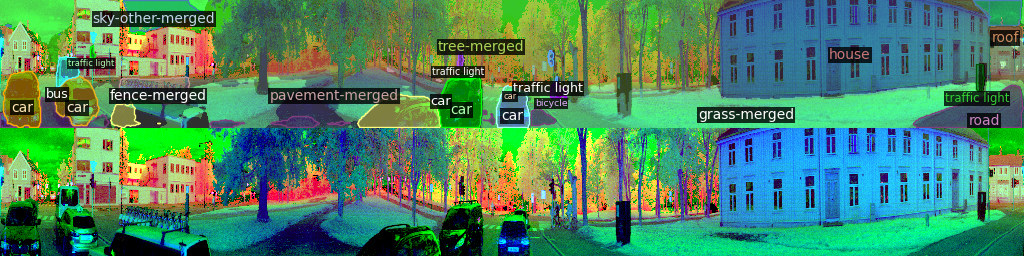 sky-other-merged
tree-merged
roof
house
traffic light
traffic light
bus
car
car
fence-merged
pavement-merged
car
car
car
traffic light
car
bicycle
grass-merged
traffic light
road